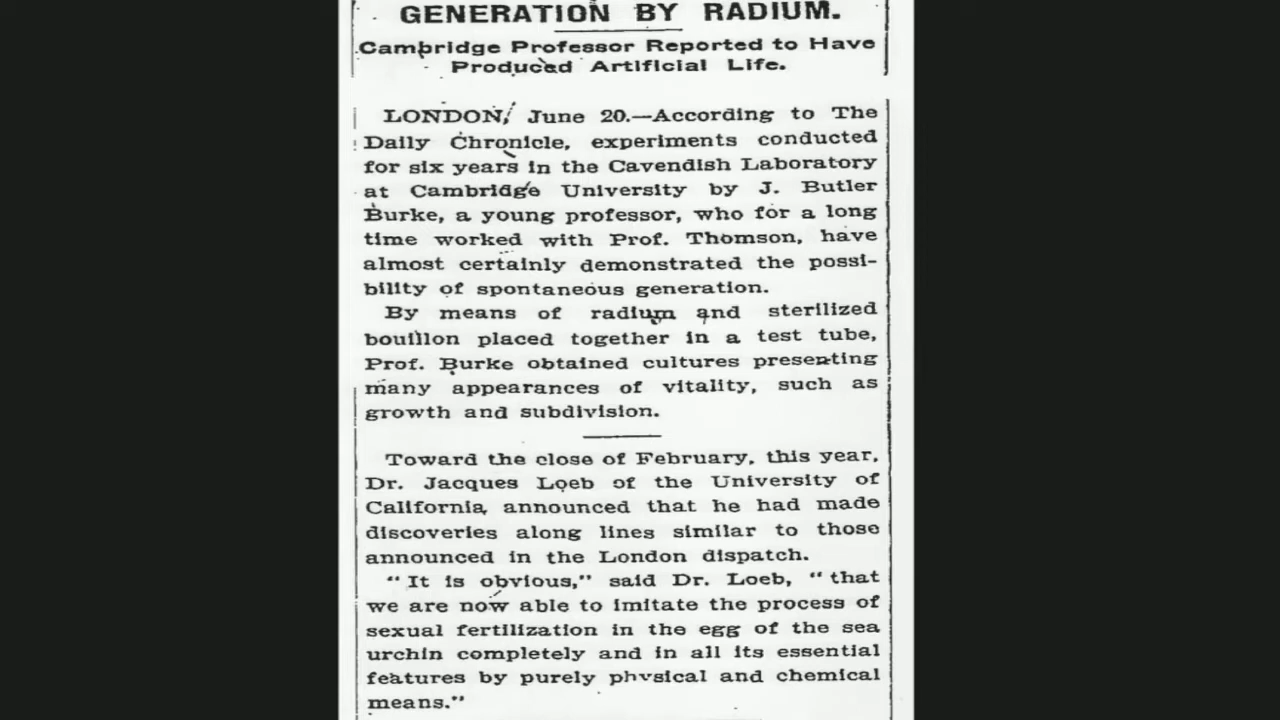 GENERATION BY RADIUM.
Cambridge Professor Reported to Have
Produced Artificial Life.
LONDON, June 20.—According to The
Daily Chronicle, experiments conducted
for six years in the Cavendish Laboratory
at Cambridge University by J. Butler
Burke, a young professor, who for a long
time worked with Prof. Thomson, have
almost certainly demonstrated the possi-
bility of spontaneous generation.
By means of radium and sterilized
bouillon placed together in a test tube,
Prof. Burke obtained cultures presenting
many appearances of vitality, such as
growth and subdivision.
Toward the close of February, this year,
Dr. Jacques Loeb of the University of
California, announced that he had made
discoveries along lines similar to those
announced in the London dispatch.
"It is obvious," said Dr. Loeb, "that
we are now able to imitate the process of
sexual fertilization in the egg of the sea
urchin completely and in all its essential
features by purely physical and chemical
means."